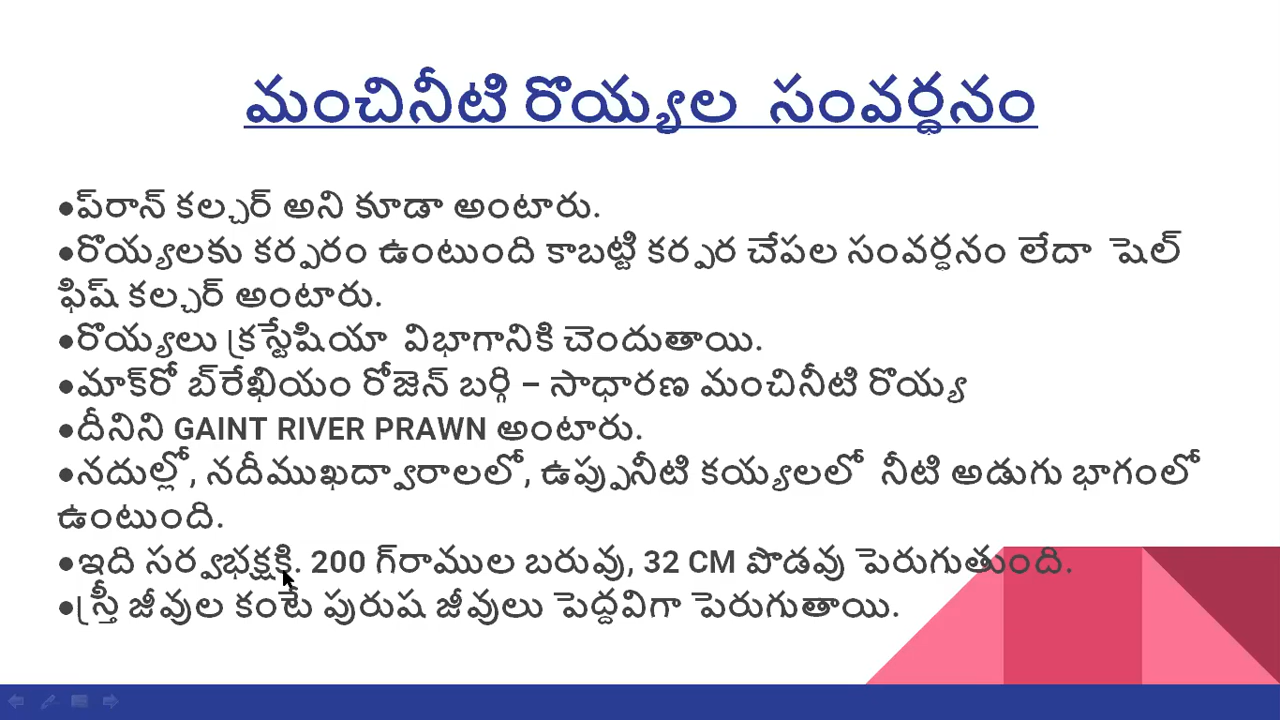 మంచినీటి రొయ్యల సంవర్ధనం
●ప్‌రాన్ కల్చర్ అని కూడా అంటారు.
●రొయ్యలకు కర్పరం ఉంటుంది కాబట్టి కర్పర చేపల సంవర్దనం లేదా షెల్
ఫిష్ కల్చర్ అంటారు.
●రొయ్యలు క్రస్టేషియా విభాగానికి చెందుతాయి.
●మాక్‌రో బ్‌రేఖియం రోజెన్ బర్గి – సాధారణ మంచినీటి రొయ్య
●దీనిని GAINT RIVER PRAWN అంటారు.
●నదుల్లో, నదీముఖద్వారాలలో, ఉప్పునీటి కయ్యలలో నీటి అడుగు భాగంలో
ఉంటుంది.
●ఇది సర్వభక్షకి. 200 గ్‌రాముల బరువు, 32 CM పొడవు పెరుగుతుంది.
●స్త్రీ జీవుల కంటే పురుష జీవులు పెద్దవిగా పెరుగుతాయి.